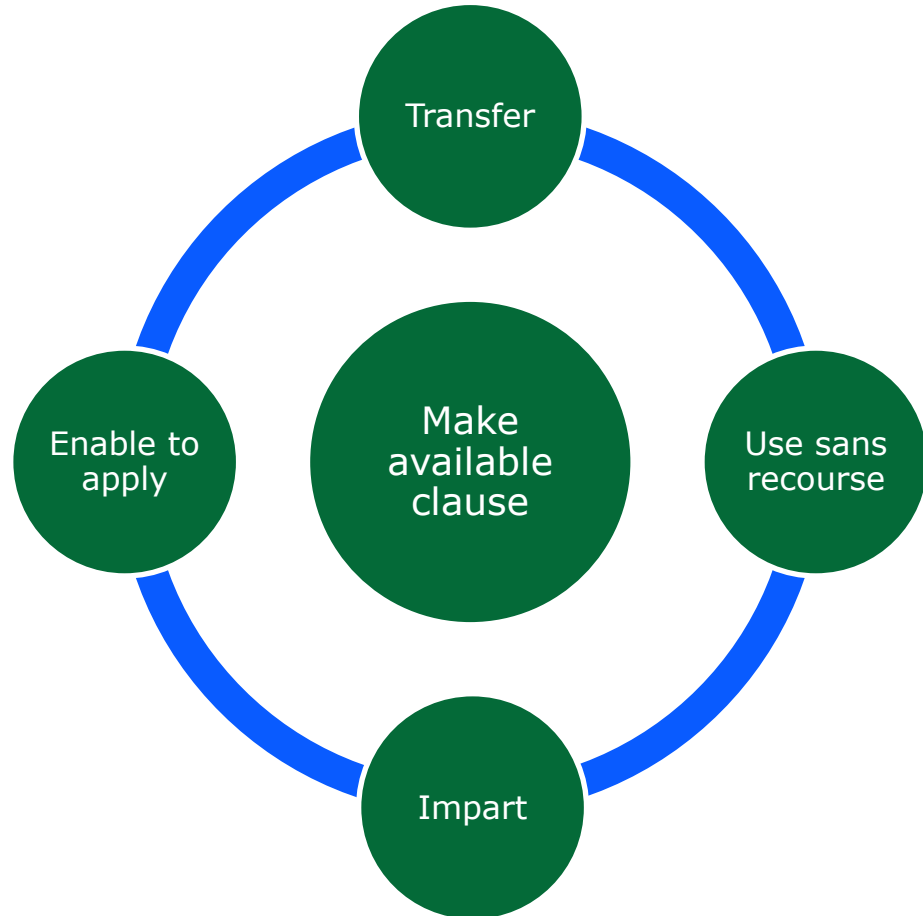 Transfer
Enable to
apply
Make
available
clause
Use sans
recourse
Impart